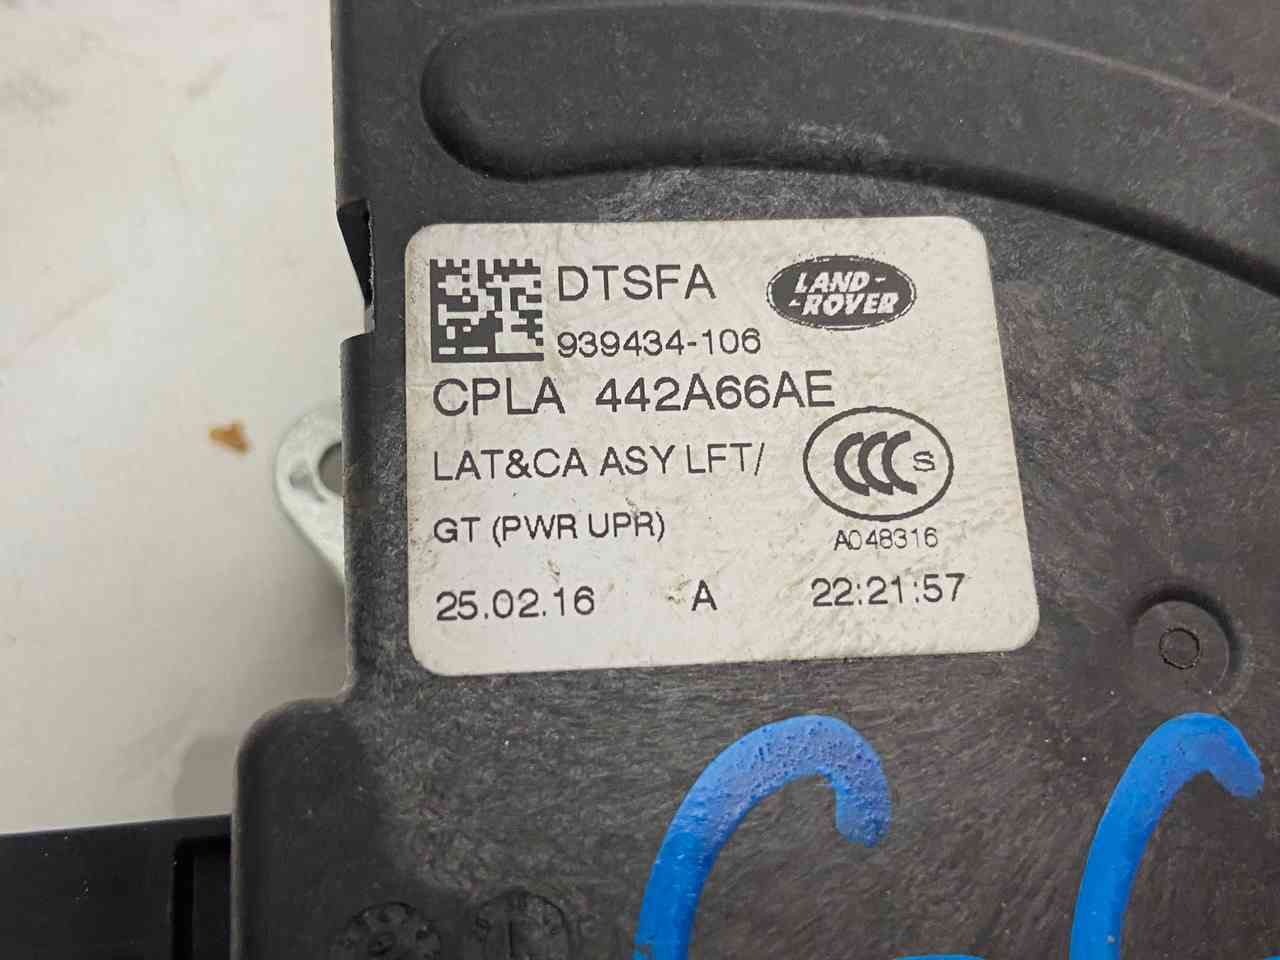 DTSFA
LAND-
-ROVER
939434-106
CPLA 442A66AE
LAT&CA ASY LFT/
CCC S
GT (PWR UPR)
A048316
25.02.16 A 22:21:57